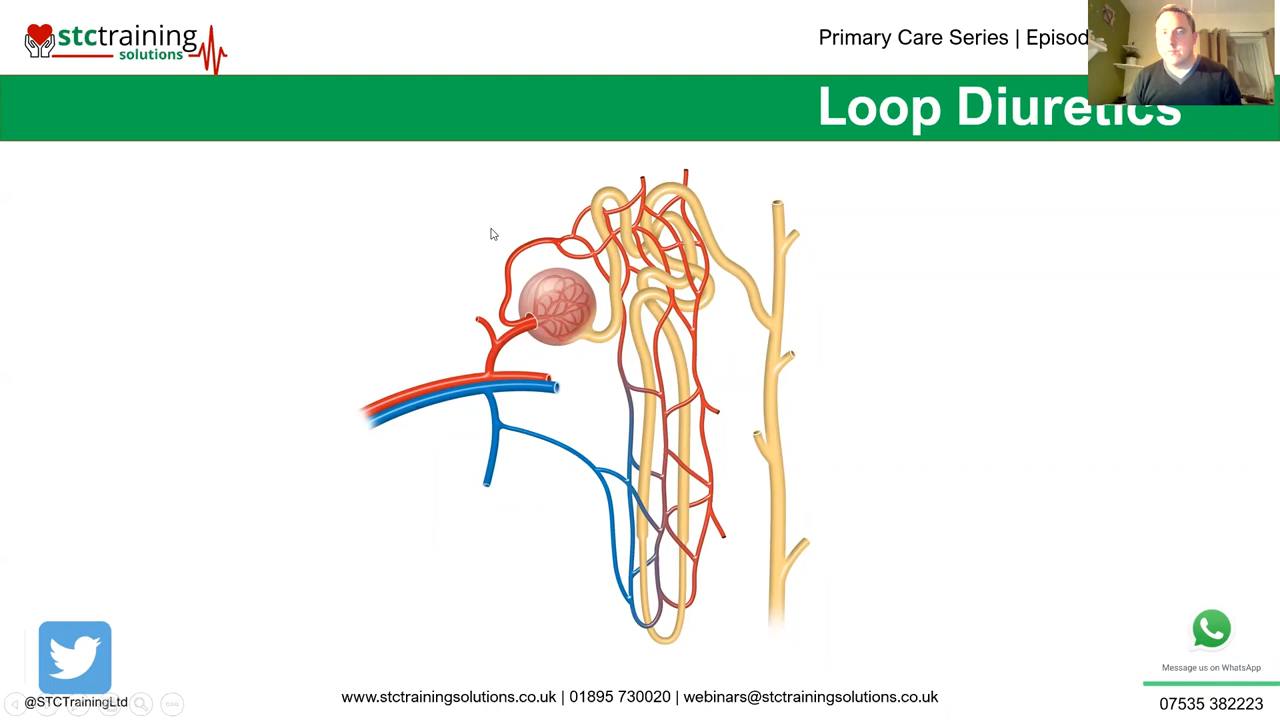 stctraining
solutions
Primary Care Series | Episod
Loop Diuretics
Message us on WhatsApp
@STCTrainingLtd
www.stctrainingsolutions.co.uk | 01895 730020 | webinars@stctrainingsolutions.co.uk
07535 382223